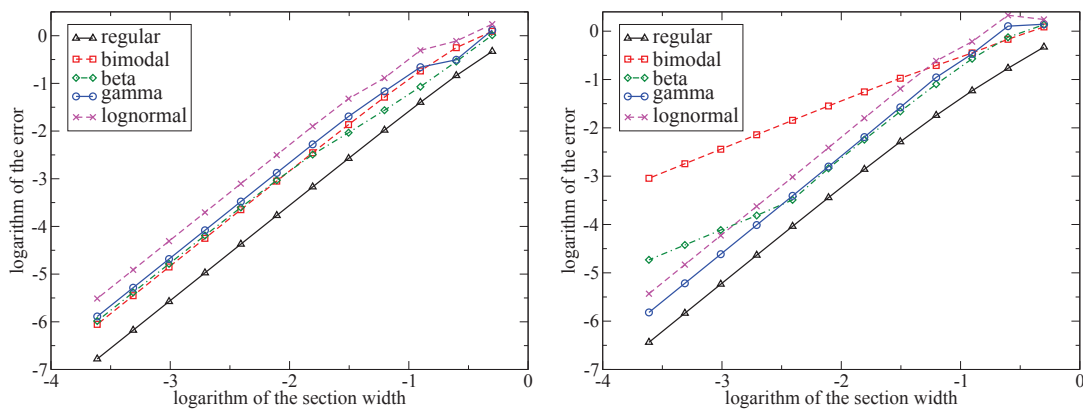 0
-1
-2
-3
-4
-5
-6
-7
-4
-3
-2
-1
0
logarithm of the error
logarithm of the section width
regular
bimodal
beta
gamma
lognormal
0
-1
-2
-3
-4
-5
-6
-7
-4
-3
-2
-1
0
logarithm of the error
logarithm of the section width
regular
bimodal
beta
gamma
lognormal